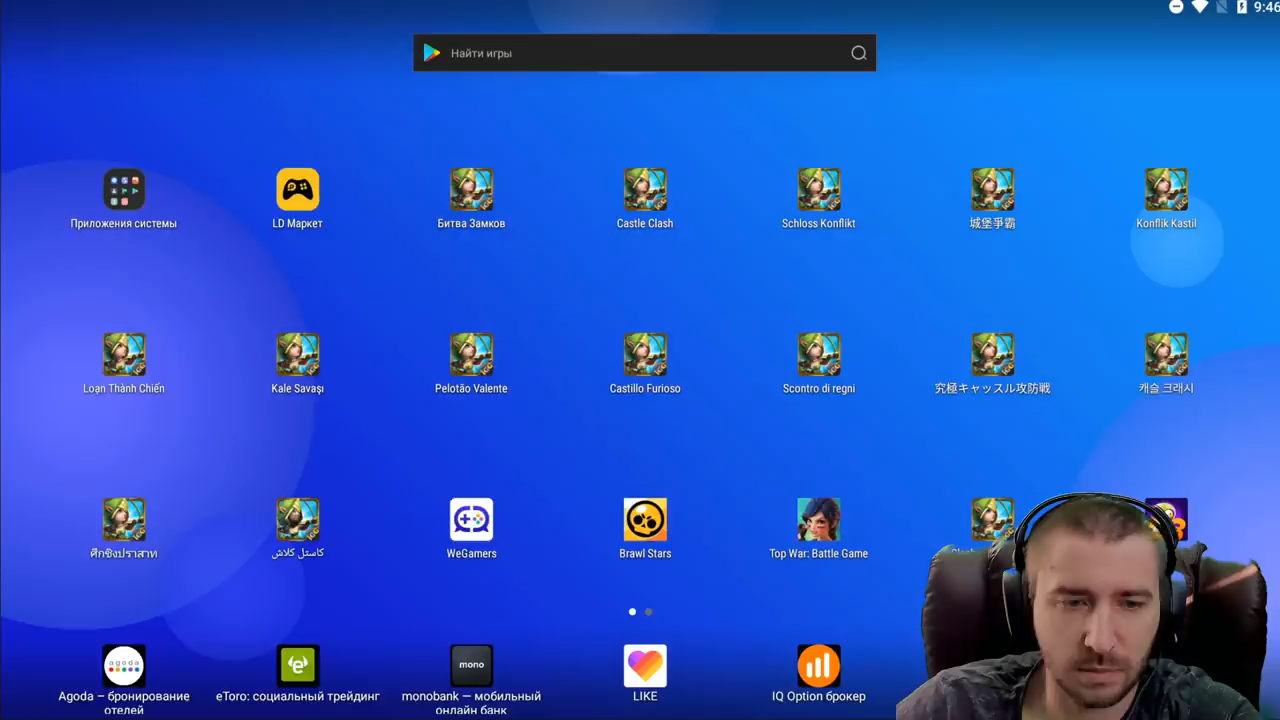 9:46
Найти игры
Приложения системы
LD Маркет
Битва Замков
Castle Clash
Schloss Konflikt
城堡爭霸
Konflik Kastil
Loạn Thành Chiến
Kale Savaşı
Pelotão Valente
Castillo Furioso
Scontro di regni
究極キャッスル攻防戦
캐슬 크래시
ศึกชิงปราสาท
كاستل كلاش
WeGamers
Brawl Stars
Top War: Battle Game
agoda
mono
Agoda – бронирование
отелей
eToro: социальный трейдинг
monobank — мобильный
онлайн банк
LIKE
IQ Option брокер